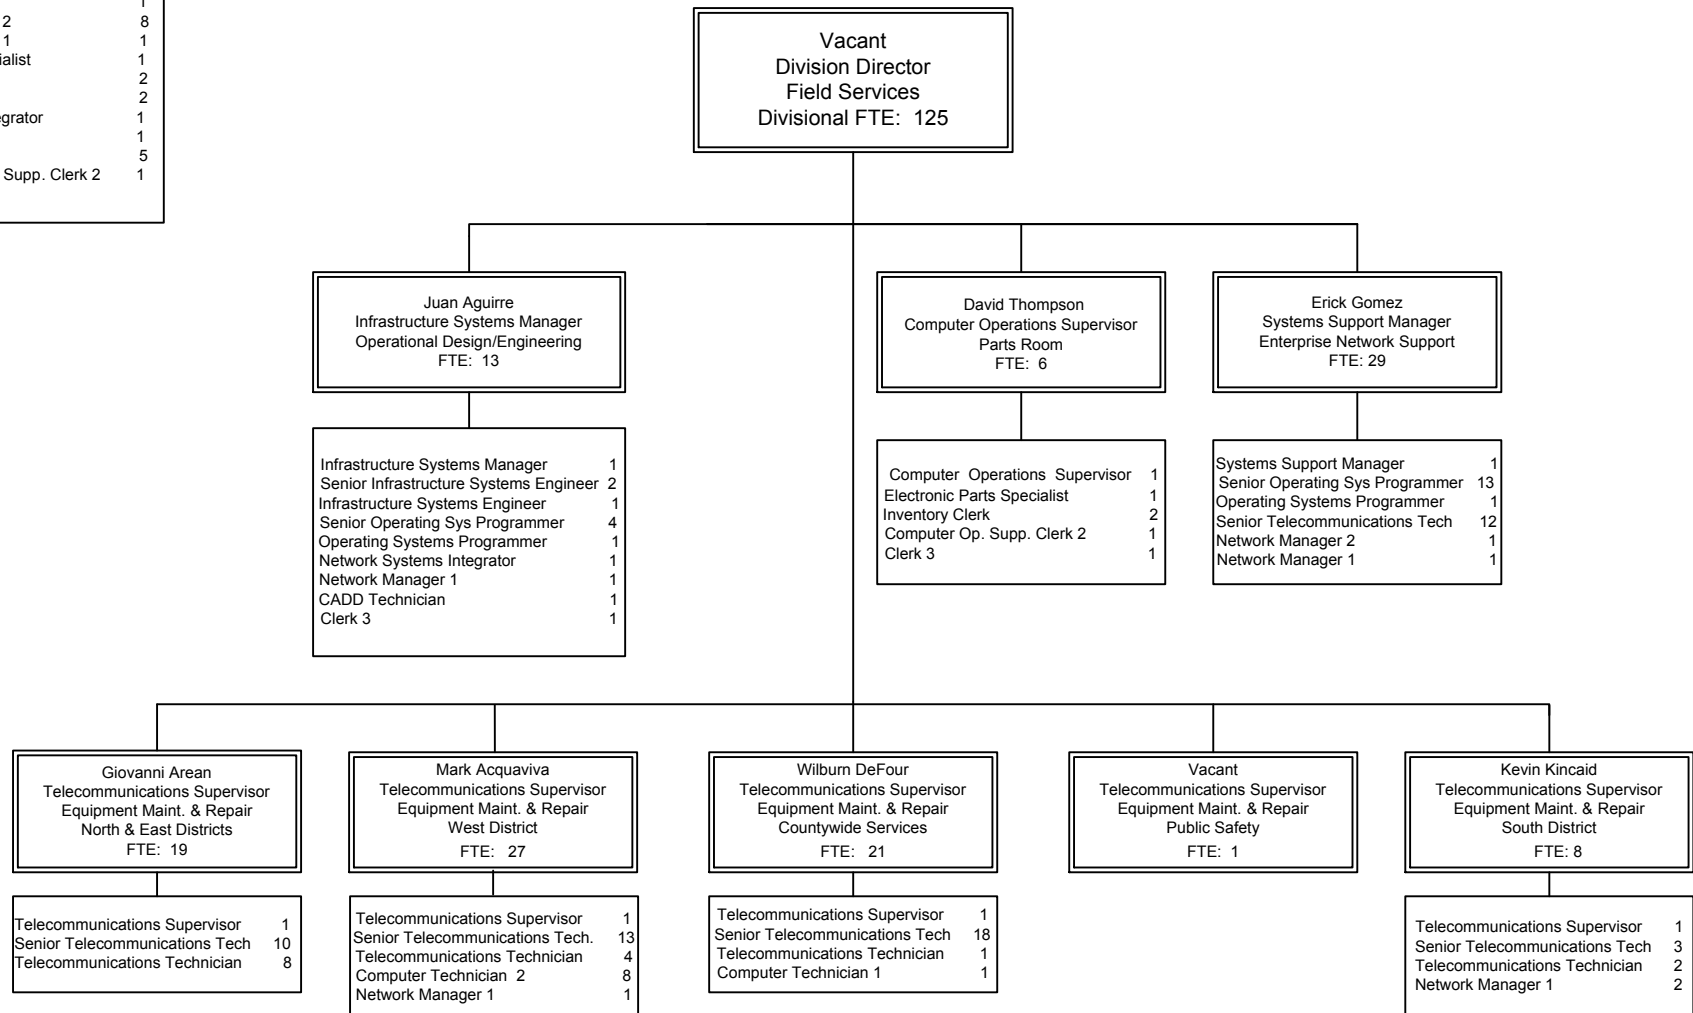 1
2 8
1 1
1
2
2
1
1
5
Supp. Clerk 2 1
Vacant
Division Director
Field Services
Divisional FTE: 125
Juan Aguirre
Infrastructure Systems Manager
Operational Design/Engineering
FTE: 13
David Thompson
Computer Operations Supervisor
Parts Room
FTE: 6
Erick Gomez
Systems Support Manager
Enterprise Network Support
FTE: 29
Infrastructure Systems Manager 1
Senior Infrastructure Systems Engineer 2
Infrastructure Systems Engineer 1
Senior Operating Sys Programmer 4
Operating Systems Programmer 1
Network Systems Integrator 1
Network Manager 1 1
CADD Technician 1
Clerk 3 1
Computer Operations Supervisor 1
Electronic Parts Specialist 1
Inventory Clerk 2
Computer Op. Supp. Clerk 2 1
Clerk 3 1
Systems Support Manager 1
Senior Operating Sys Programmer 13
Operating Systems Programmer 1
Senior Telecommunications Tech 12
Network Manager 2 1
Network Manager 1 1
Giovanni Arean
Telecommunications Supervisor
Equipment Maint. & Repair
North & East Districts
FTE: 19
Mark Acquaviva
Telecommunications Supervisor
Equipment Maint. & Repair
West District
FTE: 27
Wilburn DeFour
Telecommunications Supervisor
Equipment Maint. & Repair
Countywide Services
FTE: 21
Vacant
Telecommunications Supervisor
Equipment Maint. & Repair
Public Safety
FTE: 1
Kevin Kincaid
Telecommunications Supervisor
Equipment Maint. & Repair
South District
FTE: 8
Telecommunications Supervisor 1
Senior Telecommunications Tech 10
Telecommunications Technician 8
Telecommunications Supervisor 1
Senior Telecommunications Tech. 13
Telecommunications Technician 4
Computer Technician 2 8
Network Manager 1 1
Telecommunications Supervisor 1
Senior Telecommunications Tech 18
Telecommunications Technician 1
Computer Technician 1 1
Telecommunications Supervisor 1
Senior Telecommunications Tech 3
Telecommunications Technician 2
Network Manager 1 2